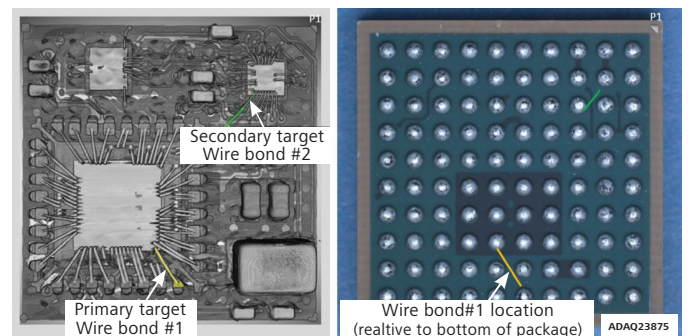 P1
Secondary target
Wire bond #2
Primary target
Wire bond #1
P1
Wire bond#1 location
(realtive to bottom of package)
ADAQ23875